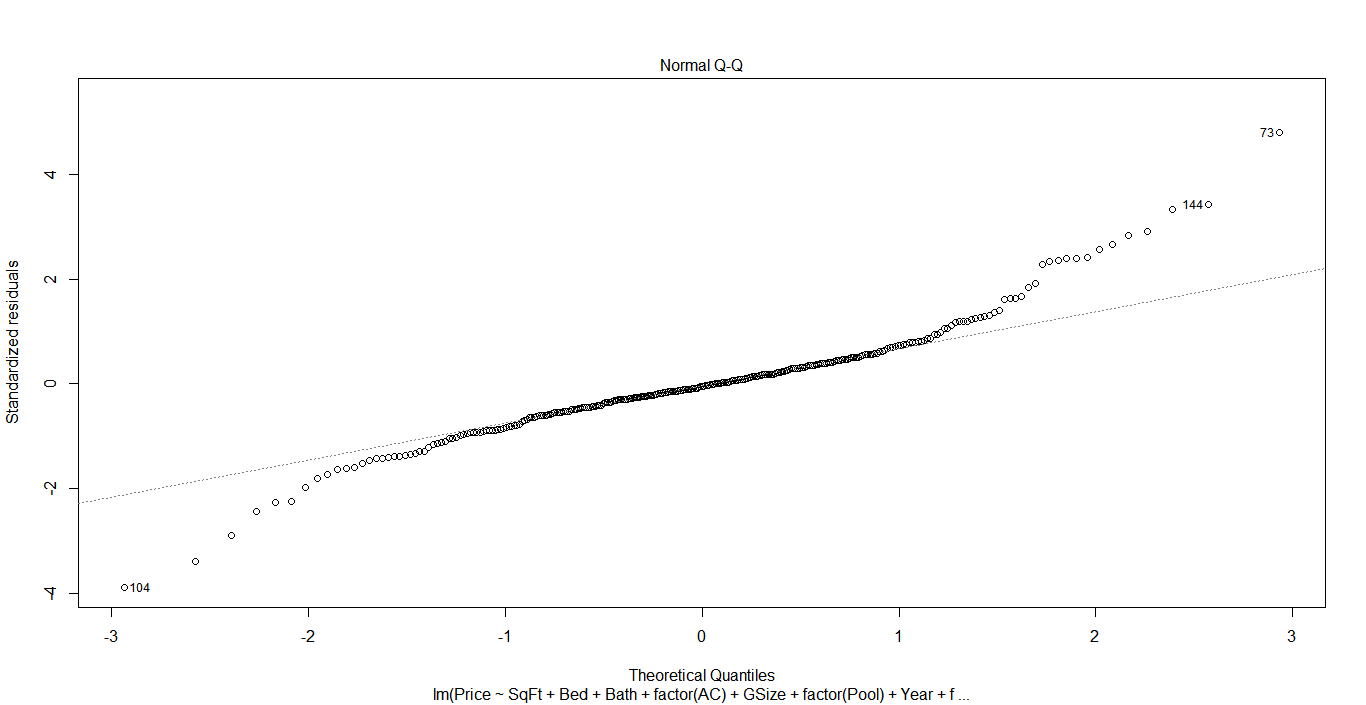 Normal Q-Q
Standardized residuals
4
2
0
-2
-4
73
144
104
-3 -2 -1 0 1 2 3
Theoretical Quantiles
lm(Price ~ SqFt + Bed + Bath + factor(AC) + GSize + factor(Pool) + Year + f ...